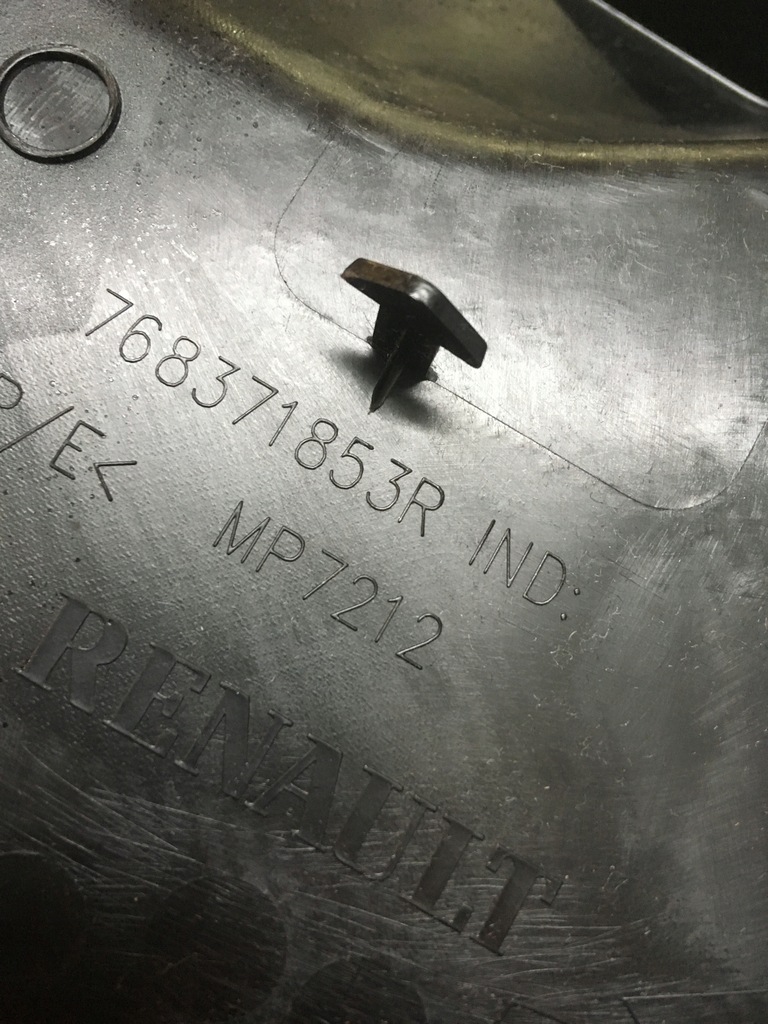 768371853R IND:
P/E<
MP7212
RENAULT